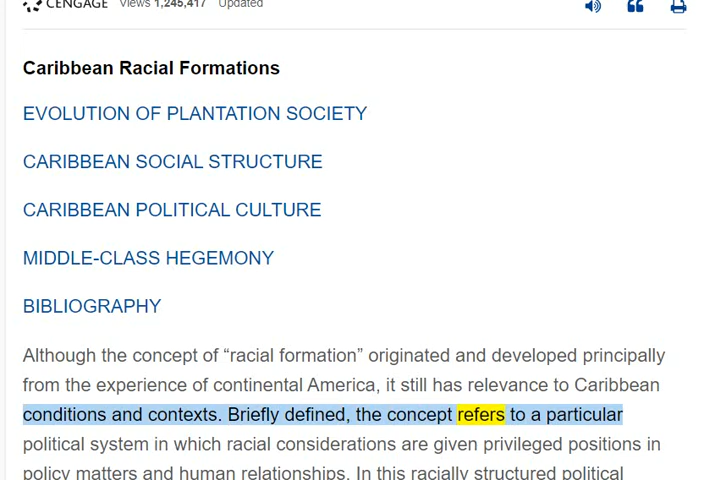 CENGAGE Views 1,245,417 Updated
Caribbean Racial Formations
EVOLUTION OF PLANTATION SOCIETY
CARIBBEAN SOCIAL STRUCTURE
CARIBBEAN POLITICAL CULTURE
MIDDLE-CLASS HEGEMONY
BIBLIOGRAPHY
Although the concept of “racial formation” originated and developed principally
from the experience of continental America, it still has relevance to Caribbean
conditions and contexts. Briefly defined, the concept refers to a particular
political system in which racial considerations are given privileged positions in
policy matters and human relationships. In this racially structured political